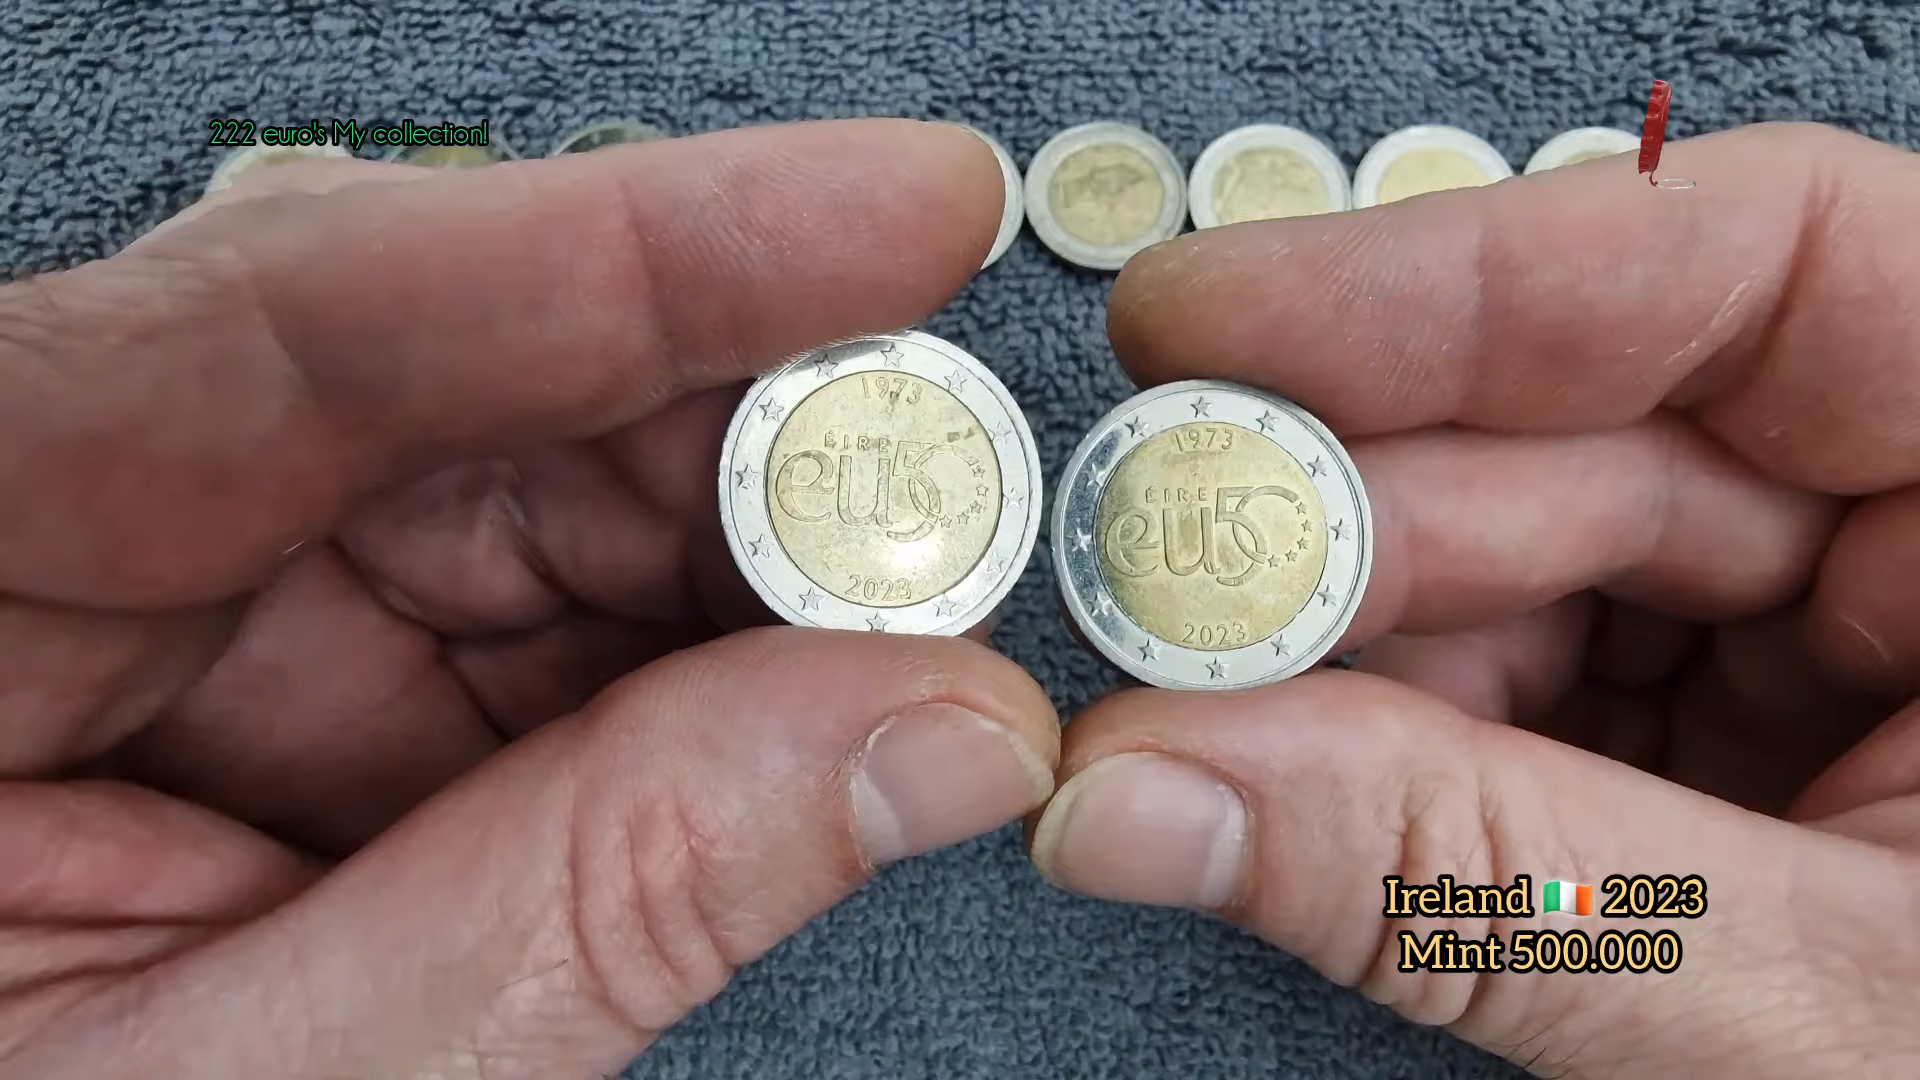 222 euro's My collection!
1973
ÉIRE
eu50
2023
1973
ÉIRE
eu50
2023
Ireland 🇮🇪 2023
Mint 500.000